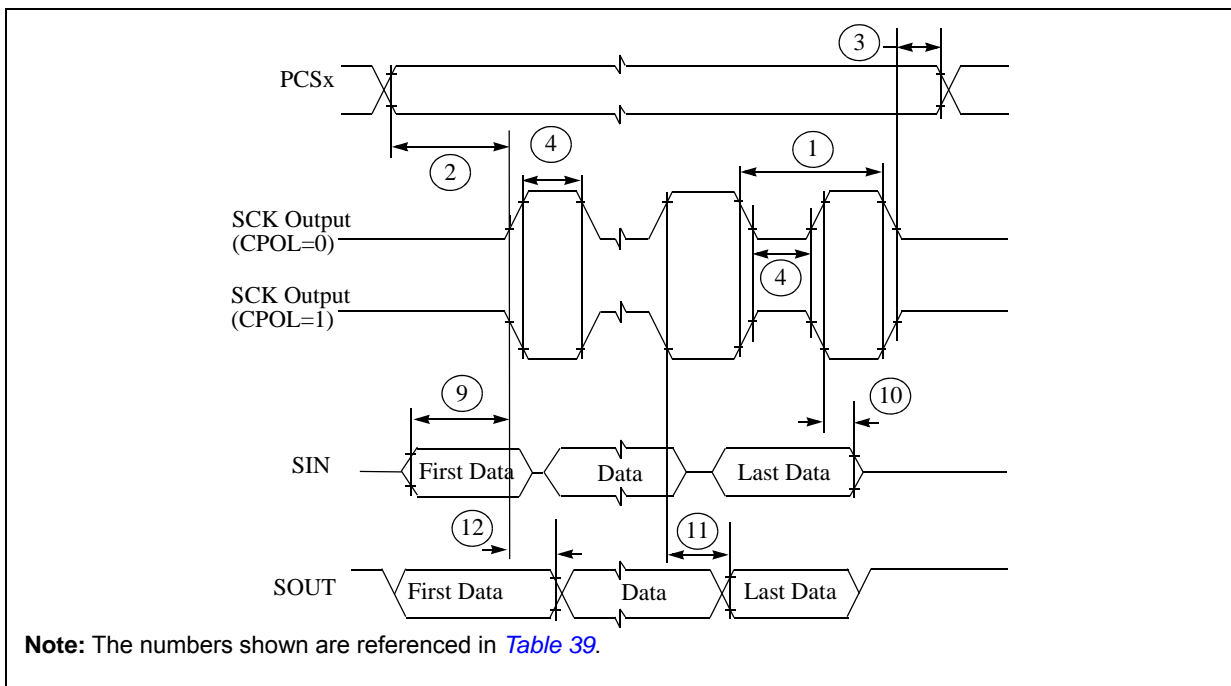 3
PCSx
4
1
2
SCK Output
(CPOL=0)
4
SCK Output
(CPOL=1)
9
10
SIN
First Data
Data
Last Data
12
11
SOUT
First Data
Data
Last Data
Note: The numbers shown are referenced in Table 39.